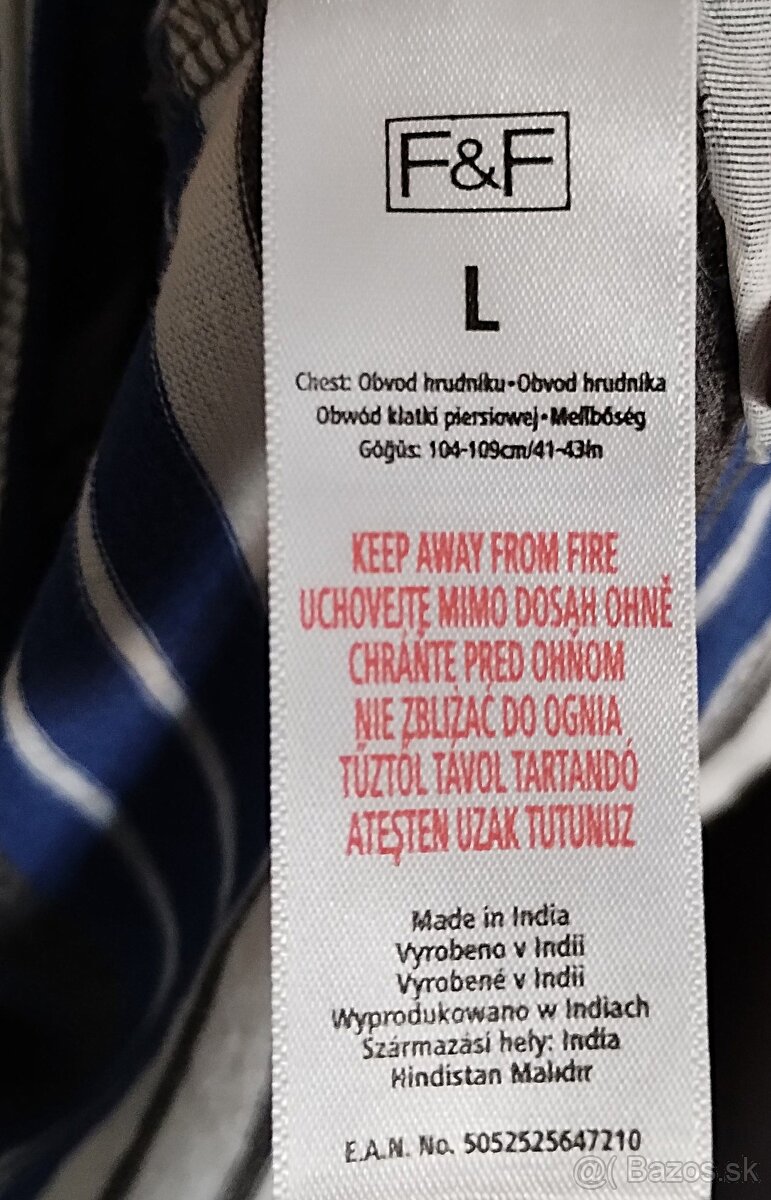 F&F
L
Chest: Obvod hrudníku•Obvod hrudníka
Obwód klatki piersiowej•Mellbőség
Göğüs: 104-109cm/41-43in
KEEP AWAY FROM FIRE
UCHOVEJTE MIMO DOSAH OHNĚ
CHRÁŇTE PRED OHŇOM
NIE ZBLIŻAĆ DO OGNIA
TŰZTŐL TÁVOL TARTANDÓ
ATEŞTEN UZAK TUTUNUZ
Made in India
Vyrobeno v Indii
Vyrobené v Indii
Wyprodukowano w Indiach
Származási hely: India
Hindistan Malıdır
E.A.N. No. 5052525647210
@( Bazos.sk